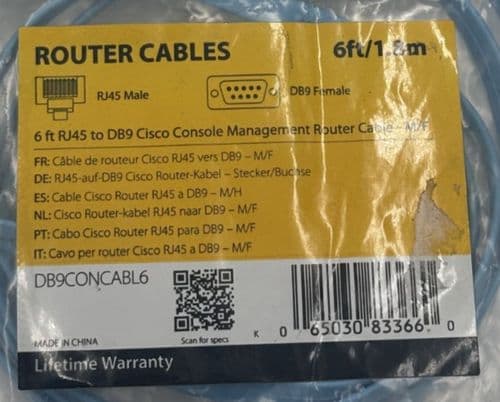 ROUTER CABLES
6ft/1.8m
RJ45 Male
DB9 Female
6 ft RJ45 to DB9 Cisco Console Management Router Cable - M/F
FR: Câble de routeur Cisco RJ45 vers DB9 – M/F
DE: RJ45-auf-DB9 Cisco Router-Kabel – Stecker/Buchse
ES: Cable Cisco Router RJ45 a DB9 – M/H
NL: Cisco Router-kabel RJ45 naar DB9 – M/F
PT: Cabo Cisco Router RJ45 para DB9 – M/F
IT: Cavo per router Cisco RJ45 a DB9 – M/F
DB9CONCABL6
MADE IN CHINA
Scan for specs
K 0 65030 83366 0
Lifetime Warranty